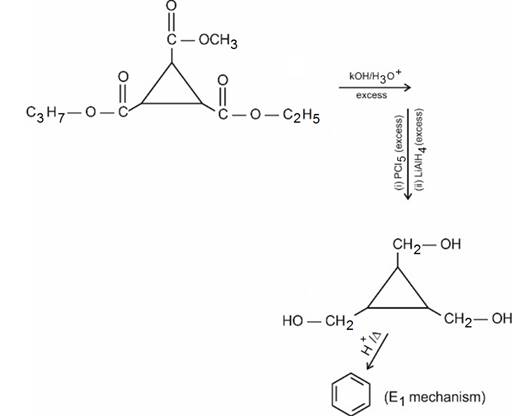 O
C—OCH3
O
O
C3H7—O—C
C—O—C2H5
kOH/H3O+
excess
(i) PCl5 (excess)
(ii) LiAlH4 (excess)
CH2—OH
HO—CH2
CH2—OH
H+/Δ
(E1 mechanism)